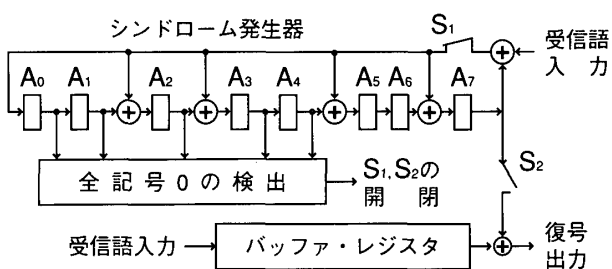 シンドローム発生器
S₁
受信語
入 力
A₀
A₁
A₂
A₃
A₄
A₅
A₆
A₇
全記号0の検出
S₁,S₂の
開 閉
S₂
受信語入力
バッファ・レジスタ
復号
出力